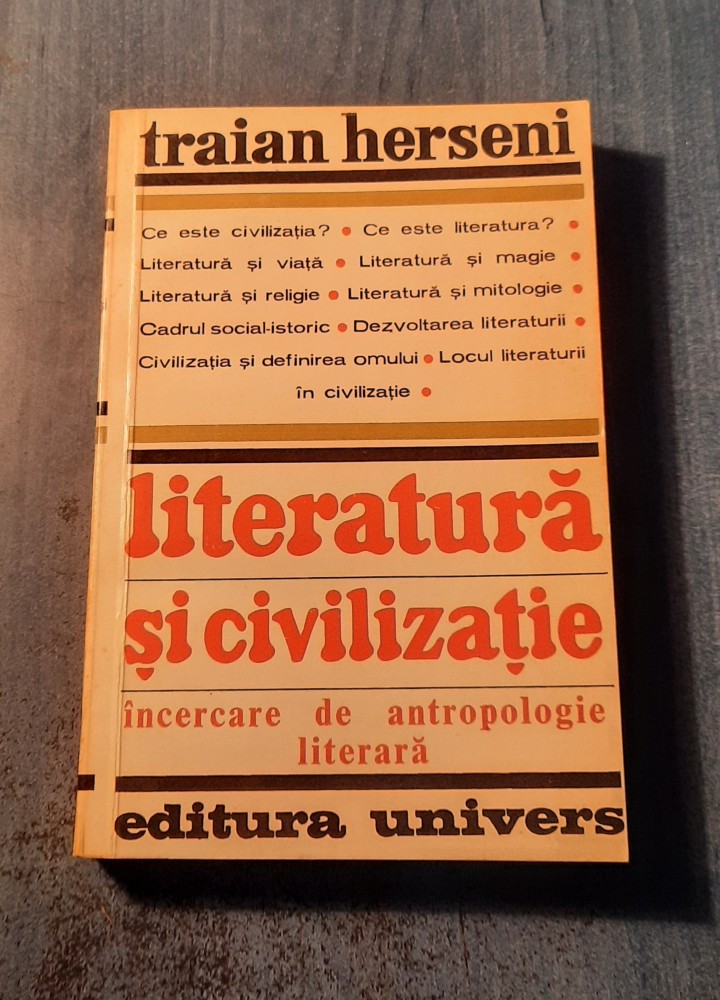 traian herseni
Ce este civilizația? • Ce este literatura? •
Literatură și viață • Literatură și magie •
Literatură și religie • Literatură și mitologie •
Cadrul social-istoric • Dezvoltarea literaturii •
Civilizația și definirea omului • Locul literaturii
în civilizație •
literatură
și civilizație
încercare de antropologie
literară
editura univers